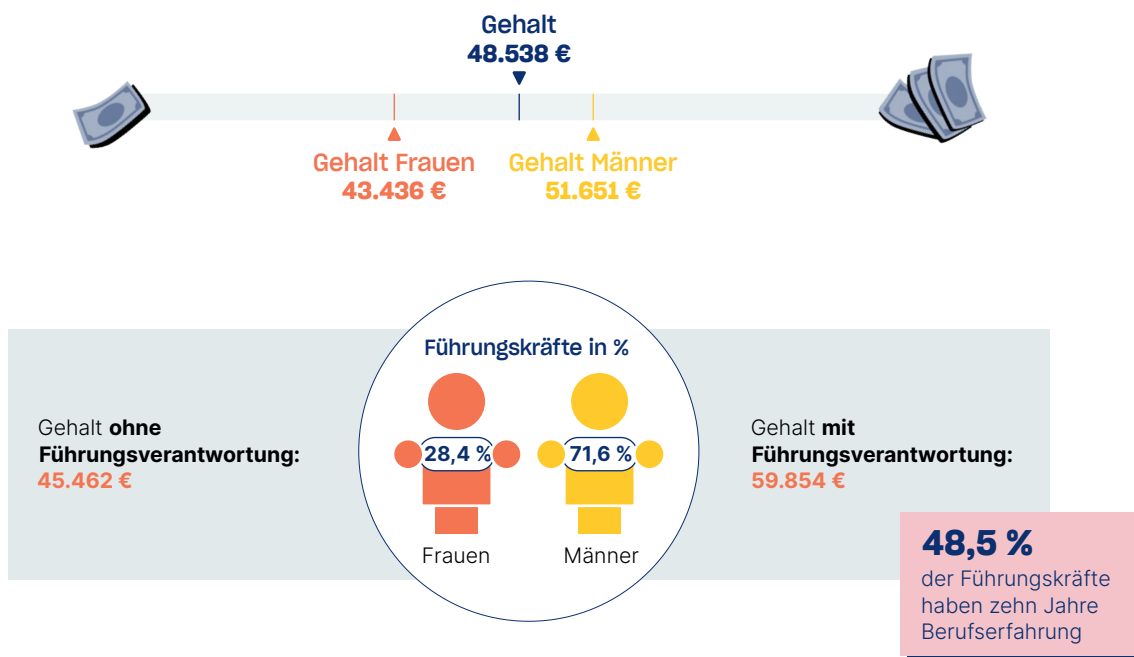 Gehalt
48.538 €
Gehalt Frauen
43.436 €
Gehalt Männer
51.651 €
Führungskräfte in %
28,4 %
71,6 %
Frauen
Männer
Gehalt ohne
Führungsverantwortung:
45.462 €
Gehalt mit
Führungsverantwortung:
59.854 €
48,5 %
der Führungskräfte
haben zehn Jahre
Berufserfahrung